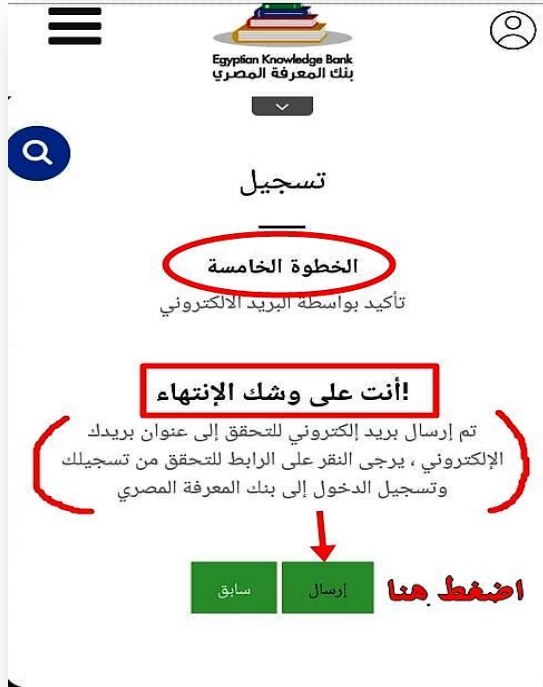 Egyptian Knowledge Bank
بنك المعرفة المصري
تسجيل
الخطوة الخامسة
تأكيد بواسطة البريد الالكتروني
!أنت على وشك الإنتهاء
تم إرسال بريد إلكتروني للتحقق إلى عنوان بريدك
الإلكتروني ، يرجى النقر على الرابط للتحقق من تسجيلك
وتسجيل الدخول إلى بنك المعرفة المصري
اضغط هنا إرسال سابق